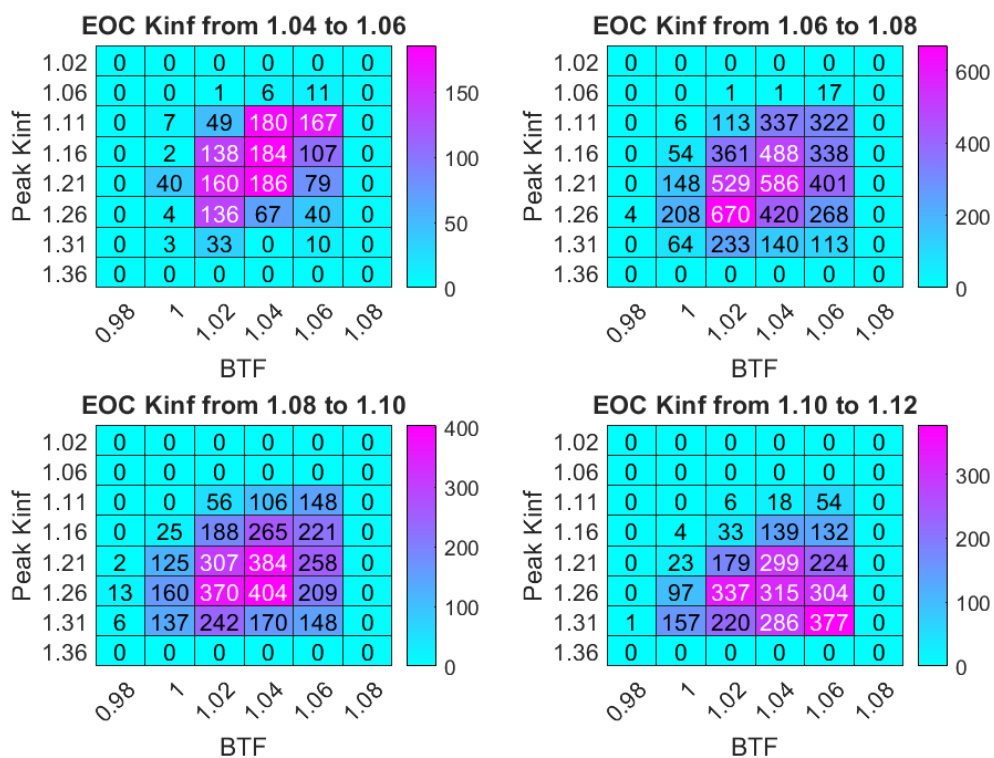 EOC Kinf from 1.04 to 1.06
Peak Kinf
1.02 0 0 0 0 0 0
1.06 0 0 1 6 11 0
1.11 0 7 49 180 167 0
1.16 0 2 138 184 107 0
1.21 0 40 160 186 79 0
1.26 0 4 136 67 40 0
1.31 0 3 33 0 10 0
1.36 0 0 0 0 0 0
0.98 1 1.02 1.04 1.06 1.08
BTF
150
100
50
0
EOC Kinf from 1.06 to 1.08
Peak Kinf
1.02 0 0 0 0 0 0
1.06 0 0 1 1 17 0
1.11 0 6 113 337 322 0
1.16 0 54 361 488 338 0
1.21 0 148 529 586 401 0
1.26 4 208 670 420 268 0
1.31 0 64 233 140 113 0
1.36 0 0 0 0 0 0
0.98 1 1.02 1.04 1.06 1.08
BTF
600
400
200
0
EOC Kinf from 1.08 to 1.10
Peak Kinf
1.02 0 0 0 0 0 0
1.06 0 0 0 0 0 0
1.11 0 0 56 106 148 0
1.16 0 25 188 265 221 0
1.21 2 125 307 384 258 0
1.26 13 160 370 404 209 0
1.31 6 137 242 170 148 0
1.36 0 0 0 0 0 0
0.98 1 1.02 1.04 1.06 1.08
BTF
400
300
200
100
0
EOC Kinf from 1.10 to 1.12
Peak Kinf
1.02 0 0 0 0 0 0
1.06 0 0 0 0 0 0
1.11 0 0 6 18 54 0
1.16 0 4 33 139 132 0
1.21 0 23 179 299 224 0
1.26 0 97 337 315 304 0
1.31 1 157 220 286 377 0
1.36 0 0 0 0 0 0
0.98 1 1.02 1.04 1.06 1.08
BTF
300
200
100
0